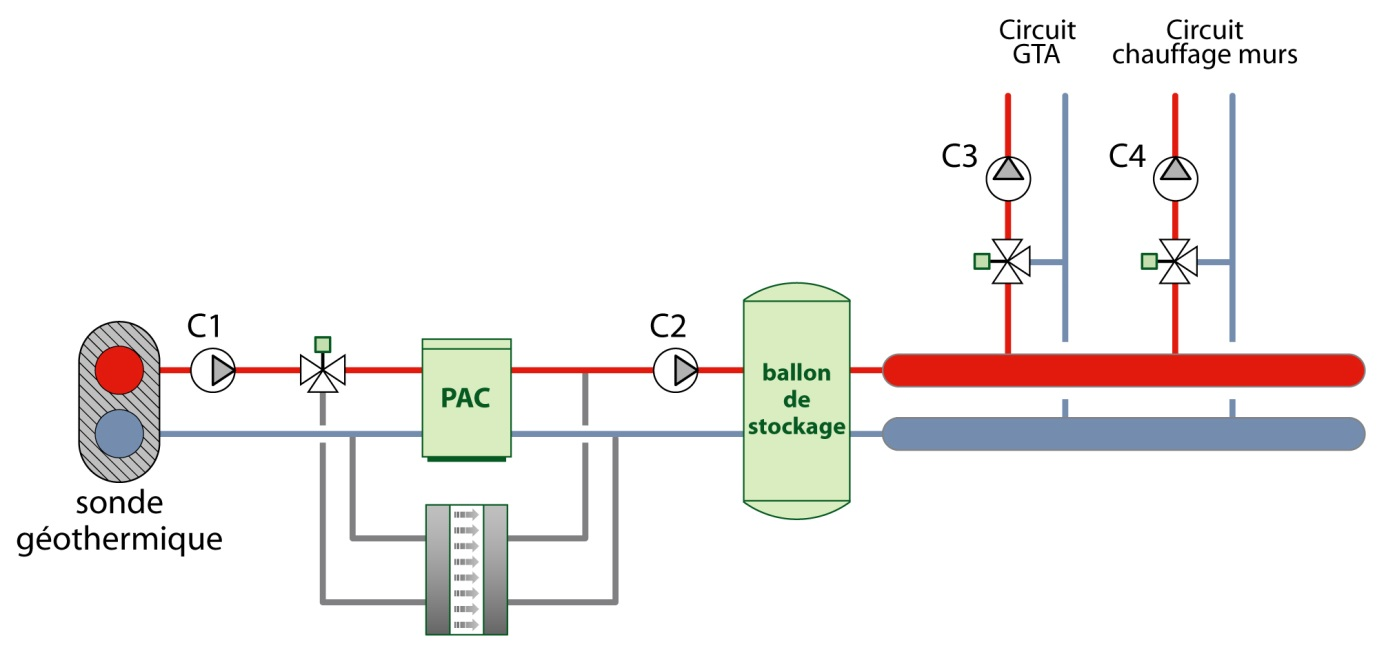 Circuit
GTA
Circuit
chauffage murs
C3
C4
C1
C2
PAC
ballon
de
stockage
sonde
géothermique